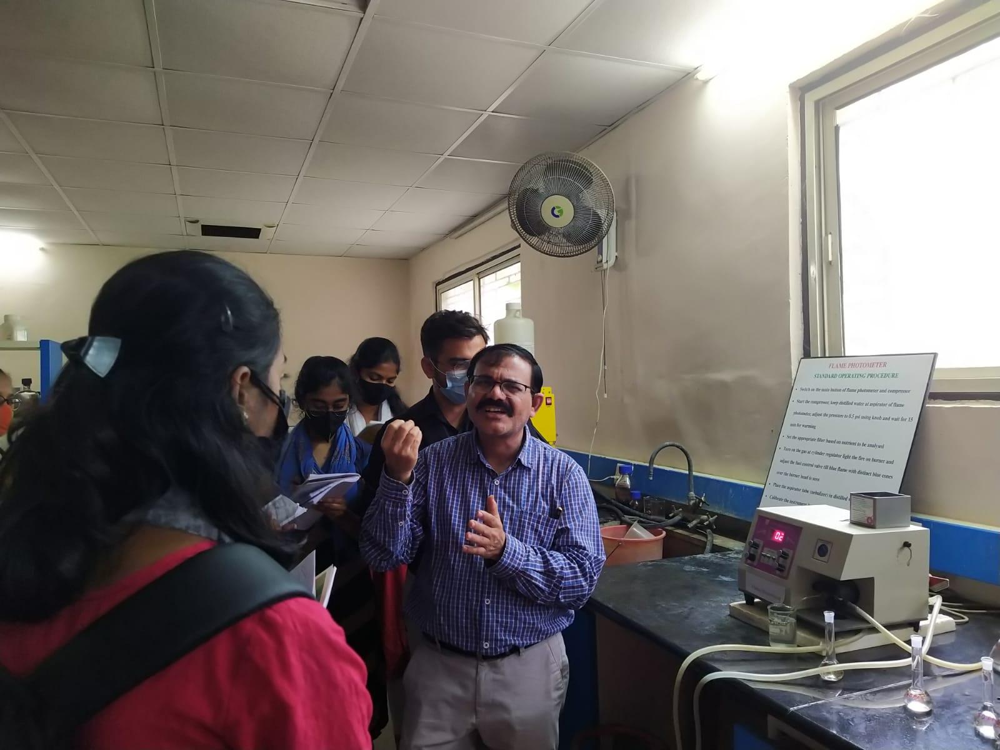 FLAME PHOTOMETER
STANDARD OPERATING PROCEDURE
• Switch on the main button of flame photometer and compressor
• Start the compressor, keep distilled water at aspirator of flame
photometer, adjust the pressure to 0.5 psi using knob and wait for 15
min for warming
• Set the appropriate filter based on nutrient to be analysed
• Turn on the gas at cylinder regulator light the fire on burner and
adjust the fuel control valve till blue flame with distinct blue cones
over the burner head is seen
• Place the aspirator tube (nebulizer) in distilled
• Calibrate the instrument
02